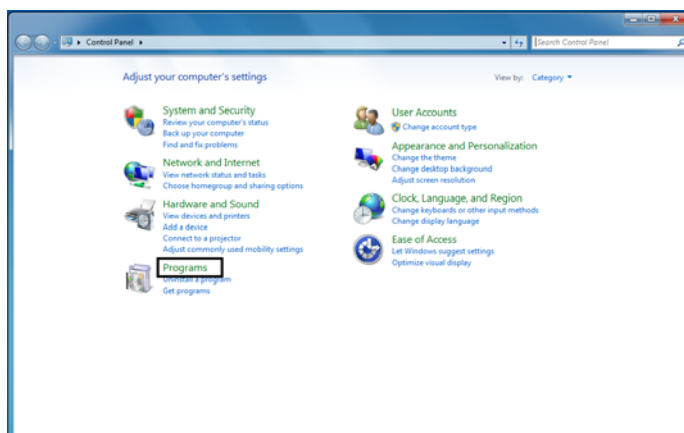 Control Panel
Search Control Panel
Adjust your computer's settings
View by: Category
System and Security
Review your computer's status
Back up your computer
Find and fix problems
Network and Internet
View network status and tasks
Choose homegroup and sharing options
Hardware and Sound
View devices and printers
Add a device
Connect to a projector
Adjust commonly used mobility settings
Programs
Uninstall a program
Get programs
User Accounts
Change account type
Appearance and Personalization
Change the theme
Change desktop background
Adjust screen resolution
Clock, Language, and Region
Change keyboards or other input methods
Change display language
Ease of Access
Let Windows suggest settings
Optimize visual display